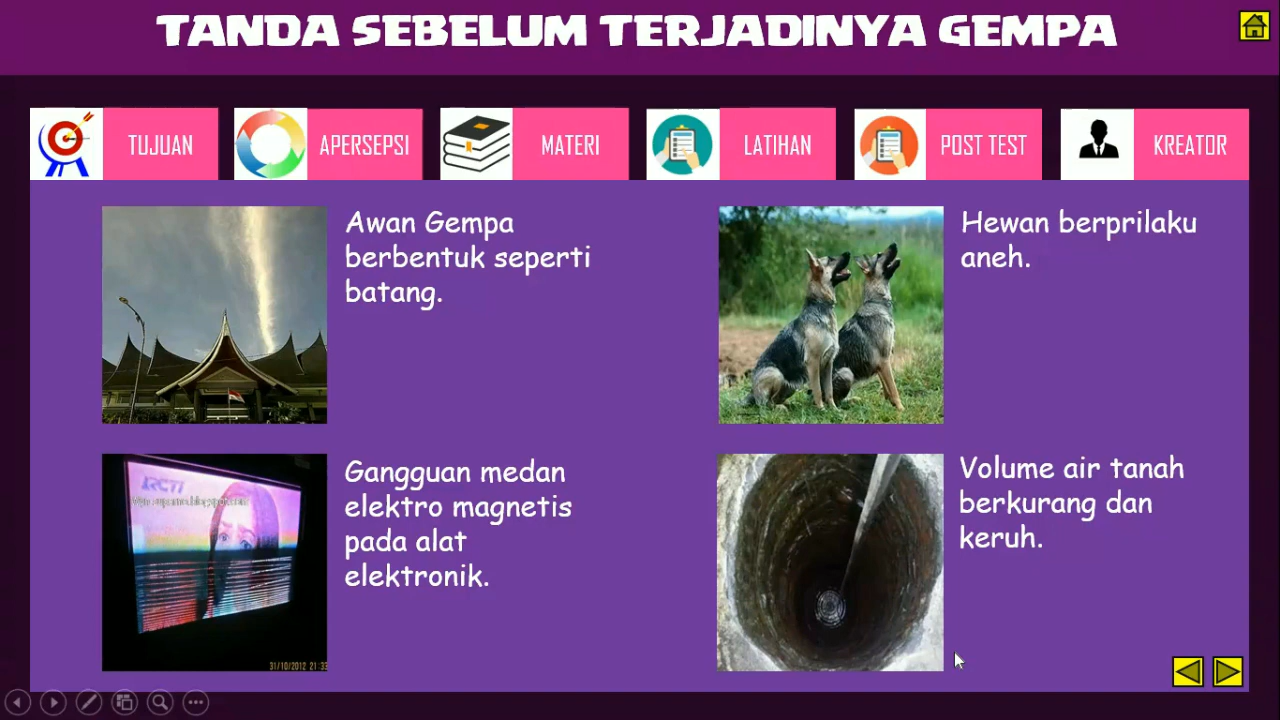 TANDA SEBELUM TERJADINYA GEMPA
TUJUAN
APERSEPSI
MATERI
LATIHAN
POST TEST
KREATOR
Awan Gempa
berbentuk seperti
batang.
Hewan berprilaku
aneh.
RCTI
Gangguan medan
elektro magnetis
pada alat
elektronik.
31/10/2012 21:33
Volume air tanah
berkurang dan
keruh.